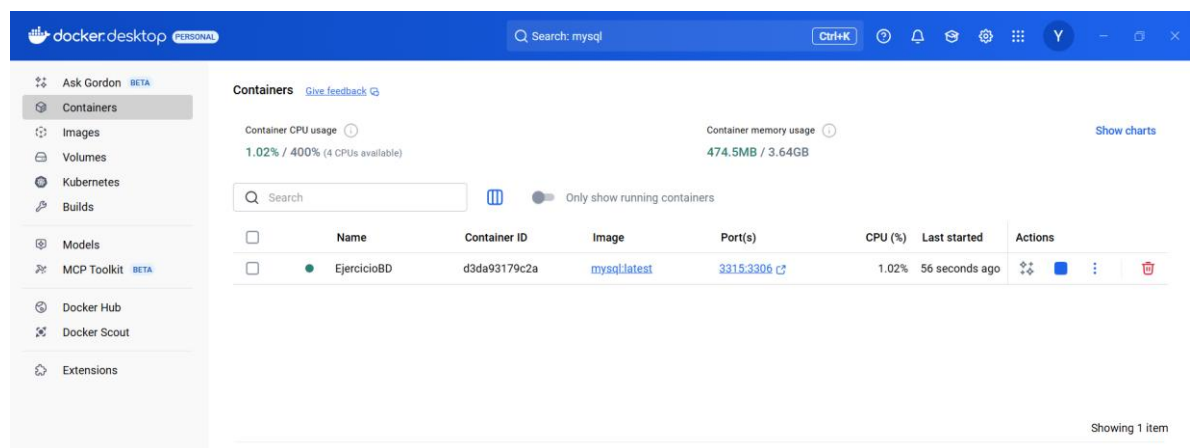 docker.desktop PERSONAL
Search: mysql
Ctrl+K
Y
Ask Gordon BETA
Containers
Images
Volumes
Kubernetes
Builds
Models
MCP Toolkit BETA
Docker Hub
Docker Scout
Extensions
Containers Give feedback
Container CPU usage
1.02% / 400% (4 CPUs available)
Container memory usage
474.5MB / 3.64GB
Show charts
Search
Only show running containers
Name Container ID Image Port(s) CPU (%) Last started Actions
EjercicioBD d3da93179c2a mysql:latest 3315:3306 1.02% 56 seconds ago
Showing 1 item